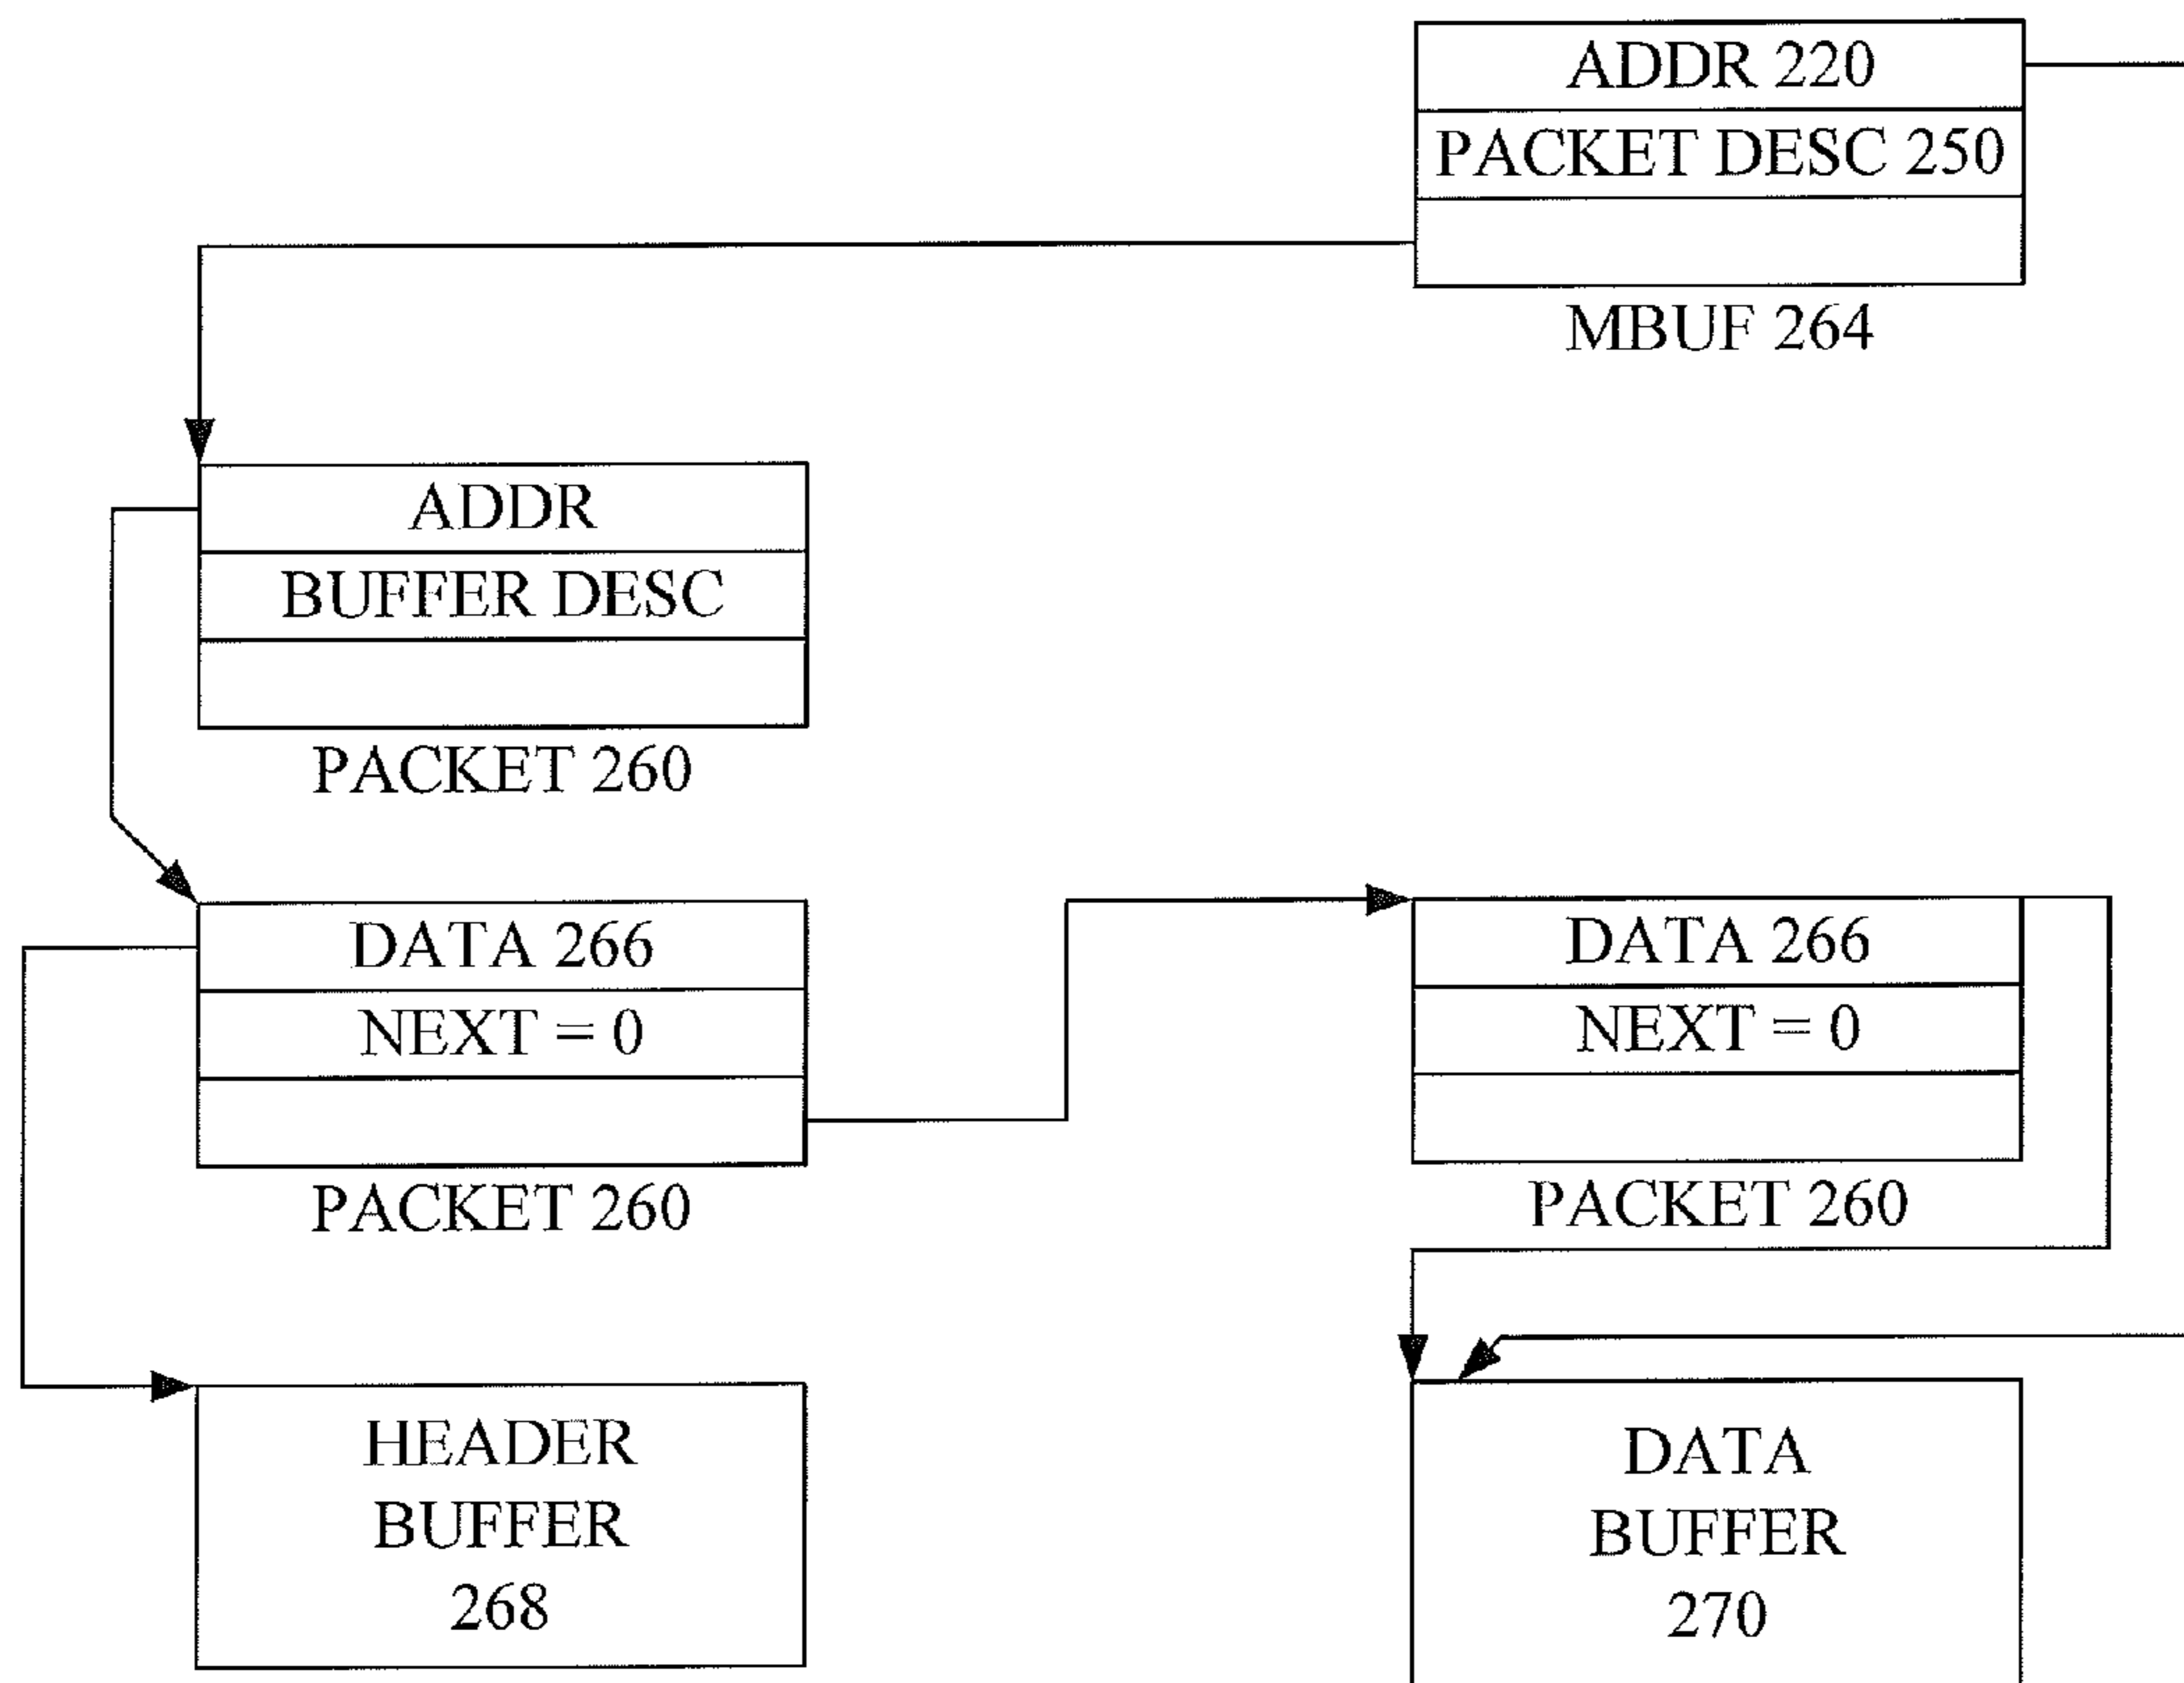 ADDR 220
PACKET DESC 250
MBUF 264
ADDR
BUFFER DESC
PACKET 260
DATA 266
NEXT = 0
PACKET 260
DATA 266
NEXT = 0
PACKET 260
HEADER
BUFFER
268
DATA
BUFFER
270